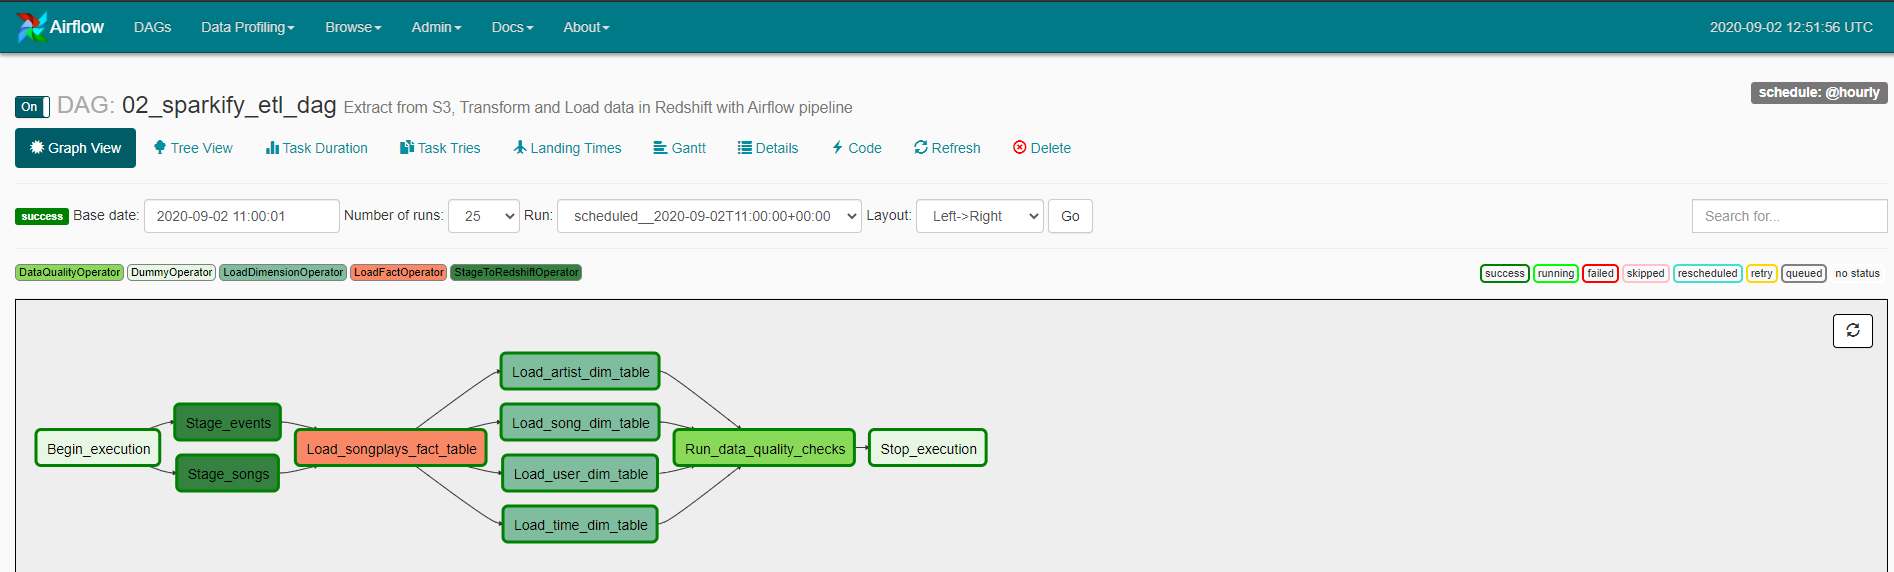 Airflow DAGs Data Profiling Browse Admin Docs About 2020-09-02 12:51:56 UTC
On DAG: 02_sparkify_etl_dag Extract from S3, Transform and Load data in Redshift with Airflow pipeline schedule: @hourly
Graph View Tree View Task Duration Task Tries Landing Times Gantt Details Code Refresh Delete
success Base date: 2020-09-02 11:00:01 Number of runs: 25 Run: scheduled__2020-09-02T11:00:00+00:00 Layout: Left->Right Go Search for...
DataQualityOperator DummyOperator LoadDimensionOperator LoadFactOperator StageToRedshiftOperator success running failed skipped rescheduled retry queued no status
Load_artist_dim_table
Stage_events Load_song_dim_table
Begin_execution Load_songplays_fact_table Run_data_quality_checks Stop_execution
Stage_songs Load_user_dim_table
Load_time_dim_table